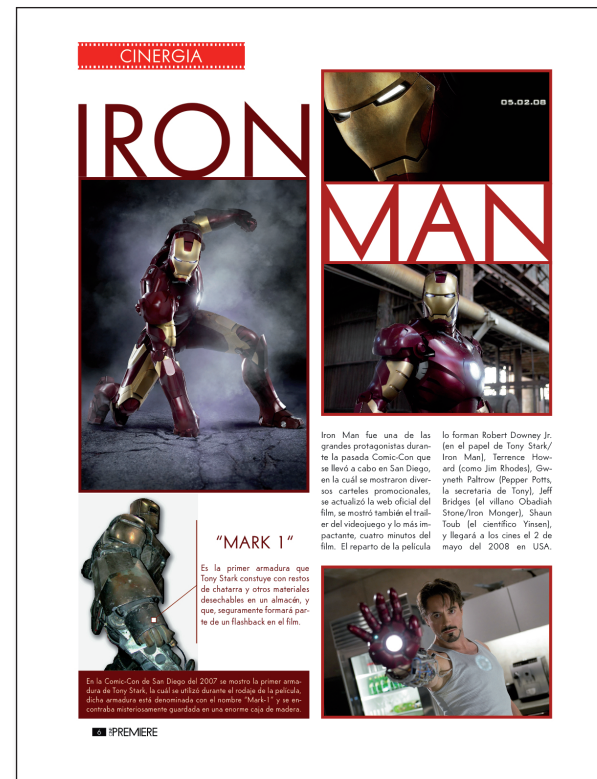 CINERGIA
IRON
05.02.08
MAN
Iron Man fue una de las
grandes protagonistas duran-
te la pasada Comic-Con que
se llevó a cabo en San Diego,
en la cuál se mostraron diver-
sos carteles promocionales,
se actualizó la web oficial del
film, se mostró también el trail-
er del videojuego y lo más im-
pactante, cuatro minutos del
film. El reparto de la película
lo forman Robert Downey Jr.
(en el papel de Tony Stark/
Iron Man), Terrence How-
ard (como Jim Rhodes), Gw-
yneth Paltrow (Pepper Potts,
la secretaria de Tony), Jeff
Bridges (el villano Obadiah
Stone/Iron Monger), Shaun
Toub (el científico Yinsen),
y llegará a los cines el 2 de
mayo del 2008 en USA.
"MARK 1"
Es la primer armadura que
Tony Stark constuye con restos
de chatarra y otros materiales
desechables en un almacén, y
que, seguramente formará par-
te de un flashback en el film.
En la Comic-Con de San Diego del 2007 se mostro la primer arma-
dura de Tony Stark, la cuál se utilizó durante el rodaje de la película,
dicha armadura está denominada con el nombre "Mark-1" y se en-
contraba misteriosamente guardada en una enorme caja de madera.
6 PREMIERE